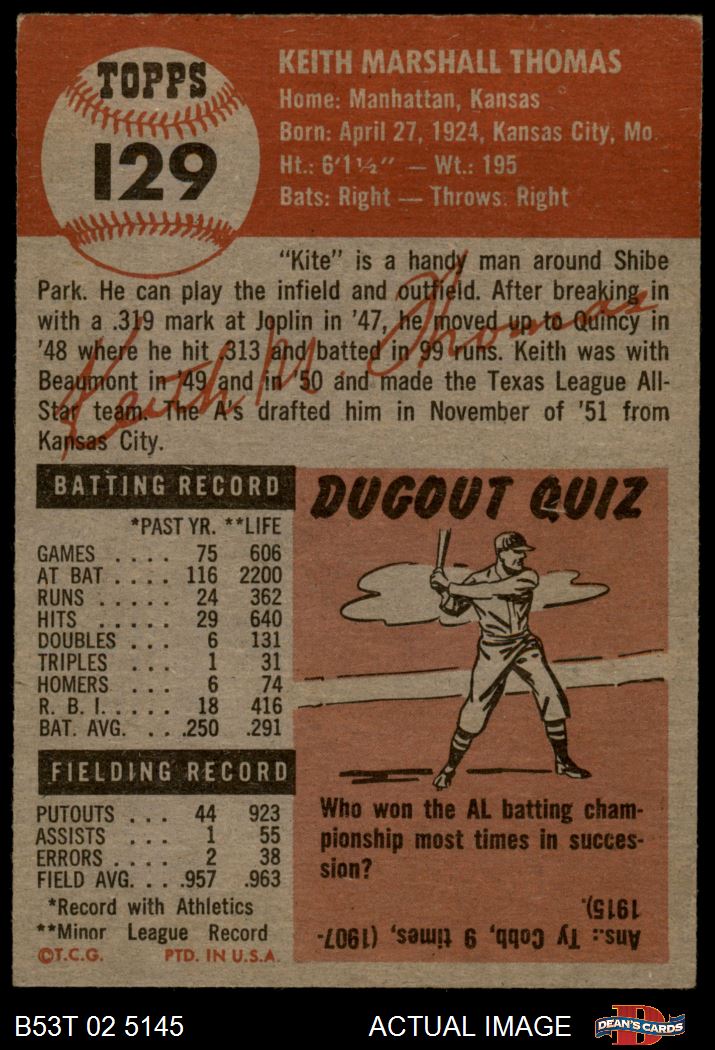 TOPPS
129
KEITH MARSHALL THOMAS
Home: Manhattan, Kansas
Born: April 27, 1924, Kansas City, Mo.
Ht.: 6'1½" — Wt.: 195
Bats: Right — Throws: Right
"Kite" is a handy man around Shibe
Park. He can play the infield and outfield. After breaking in
with a .319 mark at Joplin in '47, he moved up to Quincy in
'48 where he hit .313 and batted in 99 runs. Keith was with
Beaumont in '49 and in '50 and made the Texas League All-
Star team. The A's drafted him in November of '51 from
Kansas City.
Keith M. Thomas
BATTING RECORD
*PAST YR. **LIFE
GAMES .... 75 606
AT BAT .... 116 2200
RUNS ..... 24 362
HITS ..... 29 640
DOUBLES ... 6 131
TRIPLES ... 1 31
HOMERS ... 6 74
R. B. I. .... 18 416
BAT. AVG. ... .250 .291
FIELDING RECORD
PUTOUTS ... 44 923
ASSISTS ... 1 55
ERRORS .... 2 38
FIELD AVG. ... .957 .963
*Record with Athletics
**Minor League Record
©T.C.G. PTD. IN U.S.A.
DUGOUT QUIZ
Who won the AL batting cham-
pionship most times in succes-
sion?
Ans.: Ty Cobb, 9 times, (1907-
1915).
B53T 02 5145 ACTUAL IMAGE
D
DEAN'S CARDS